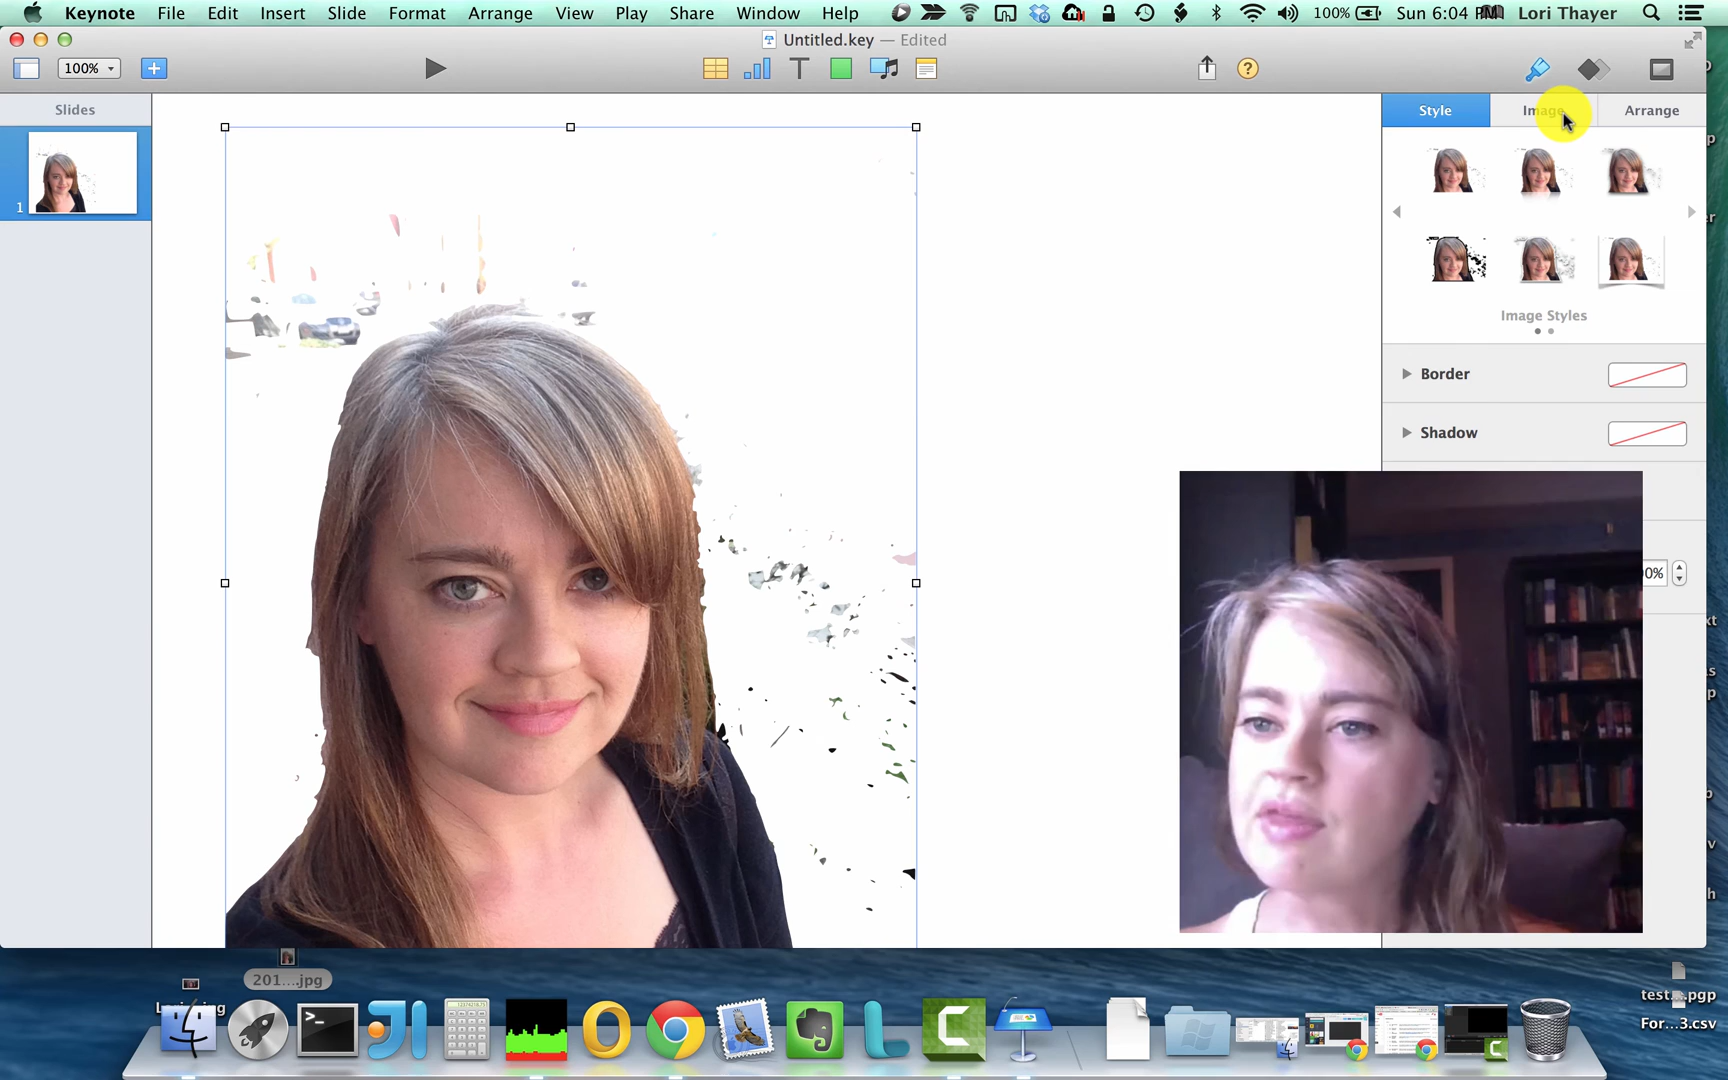 Keynote File Edit Insert Slide Format Arrange View Play Share Window Help 100% Sun 6:04 PM Lori Thayer
Untitled.key — Edited
100%
Slides
Style Image Arrange
1
Image Styles
Border
Shadow
0%
201....jpg
test....pgp
For...3.csv